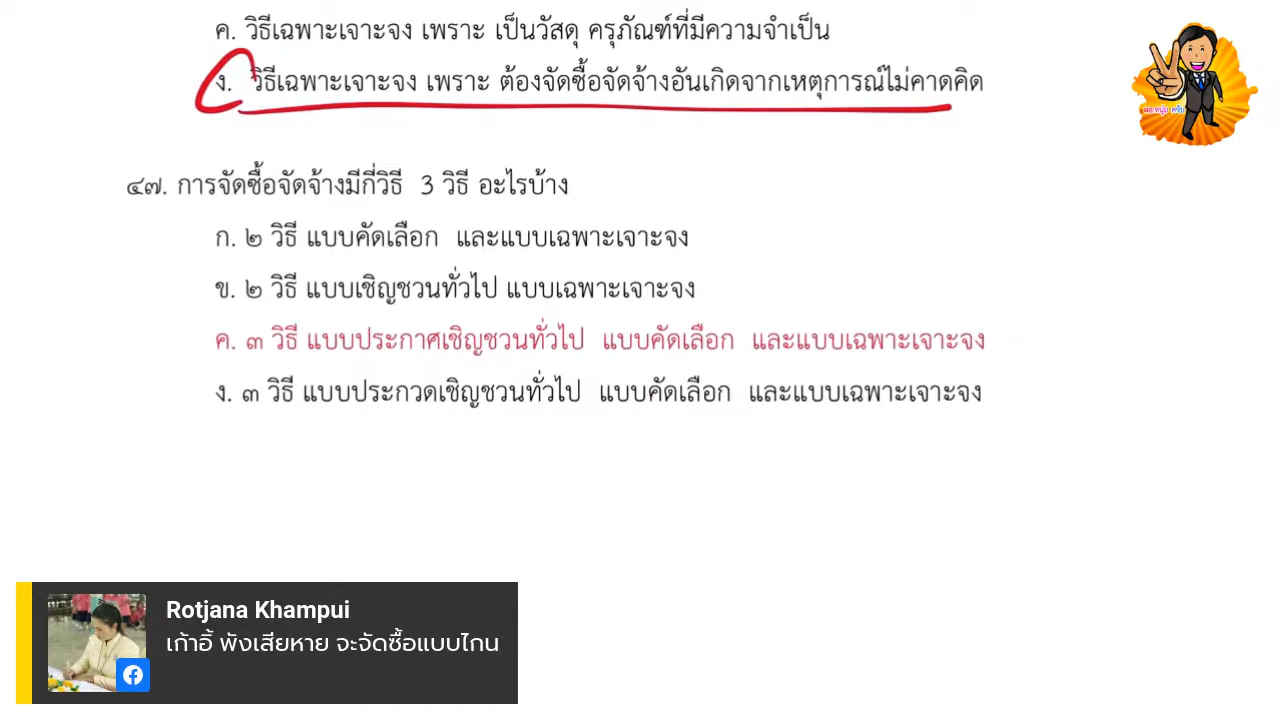 ค. วิธีเฉพาะเจาะจง เพราะ เป็นวัสดุ ครุภัณฑ์ที่มีความจำเป็น
ง. วิธีเฉพาะเจาะจง เพราะ ต้องจัดซื้อจัดจ้างอันเกิดจากเหตุการณ์ไม่คาดคิด
๔๗. การจัดซื้อจัดจ้างมีกี่วิธี 3 วิธี อะไรบ้าง
ก. ๒ วิธี แบบคัดเลือก และแบบเฉพาะเจาะจง
ข. ๒ วิธี แบบเชิญชวนทั่วไป แบบเฉพาะเจาะจง
ค. ๓ วิธี แบบประกาศเชิญชวนทั่วไป แบบคัดเลือก และแบบเฉพาะเจาะจง
ง. ๓ วิธี แบบประกวดเชิญชวนทั่วไป แบบคัดเลือก และแบบเฉพาะเจาะจง
Rotjana Khampui
เก้าอี้ พังเสียหาย จะจัดซื้อแบบไกน